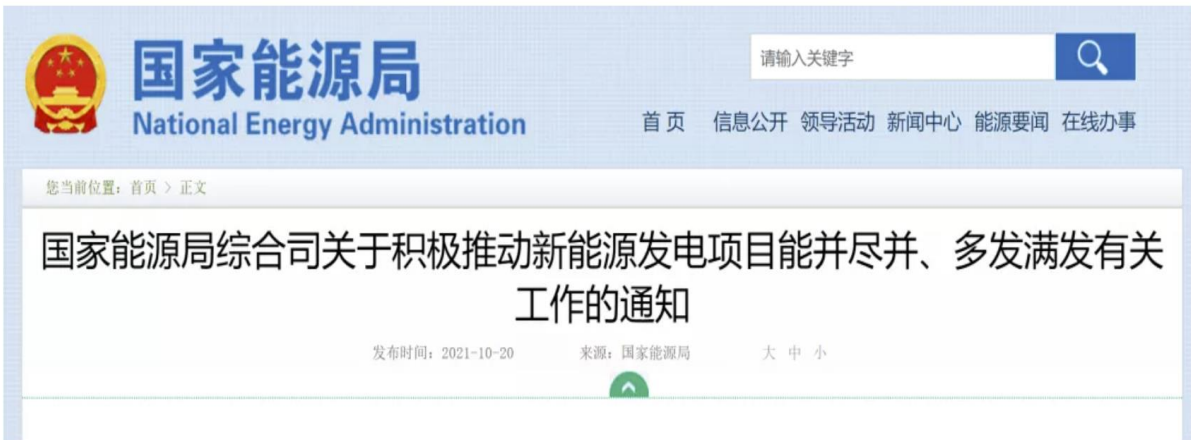 国家能源局
National Energy Administration
请输入关键字
首页 信息公开 领导活动 新闻中心 能源要闻 在线办事
您当前位置：首页 > 正文
国家能源局综合司关于积极推动新能源发电项目能并尽并、多发满发有关
工作的通知
发布时间：2021-10-20 来源：国家能源局 大 中 小